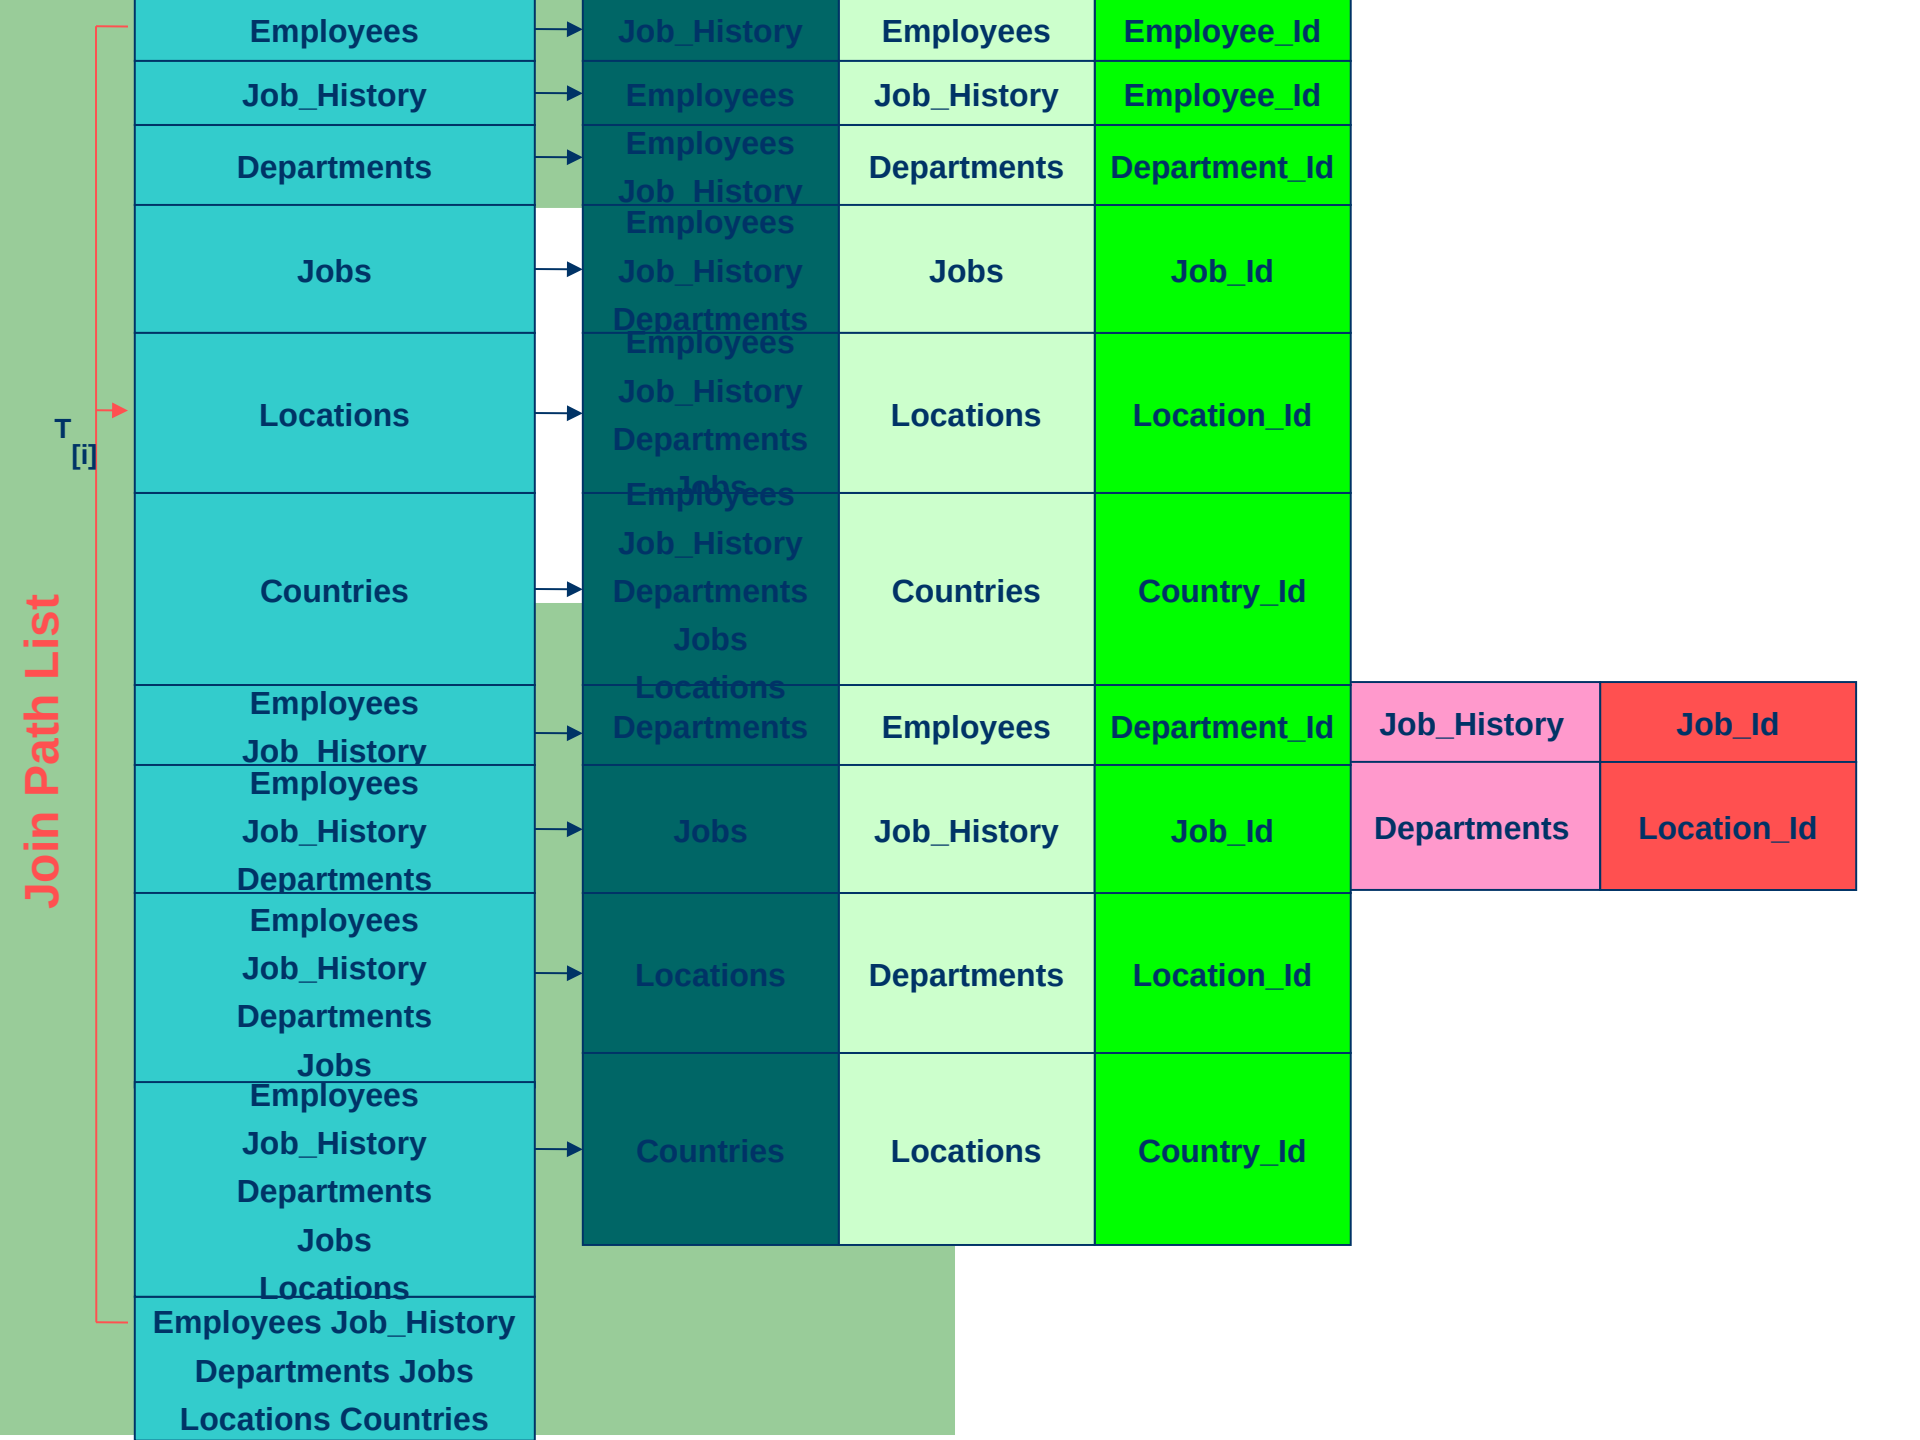 Join Path List
T
[i]
Employees
Job_History
Employees
Employee_Id
Job_History
Employees
Job_History
Employee_Id
Departments
Employees
Job_History
Departments
Department_Id
Jobs
Employees
Job_History
Departments
Jobs
Job_Id
Locations
Employees
Job_History
Departments
Jobs
Locations
Location_Id
Countries
Employees
Job_History
Departments
Jobs
Locations
Countries
Country_Id
Employees
Job_History
Departments
Employees
Department_Id
Job_History
Job_Id
Employees
Job_History
Departments
Jobs
Job_History
Job_Id
Departments
Location_Id
Employees
Job_History
Departments
Jobs
Locations
Departments
Location_Id
Employees
Job_History
Departments
Jobs
Locations
Countries
Locations
Country_Id
Employees Job_History
Departments Jobs
Locations Countries